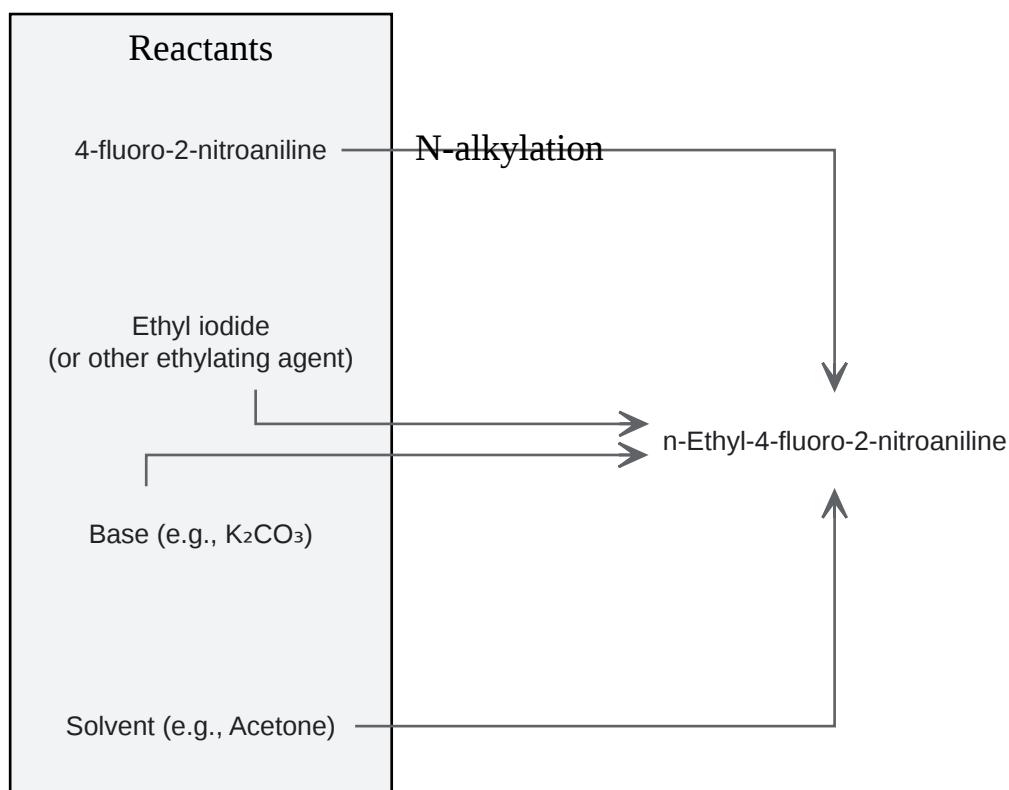 Reactants
4-fluoro-2-nitroaniline
N-alkylation
Ethyl iodide
(or other ethylating agent)
n-Ethyl-4-fluoro-2-nitroaniline
Base (e.g., K₂CO₃)
Solvent (e.g., Acetone)